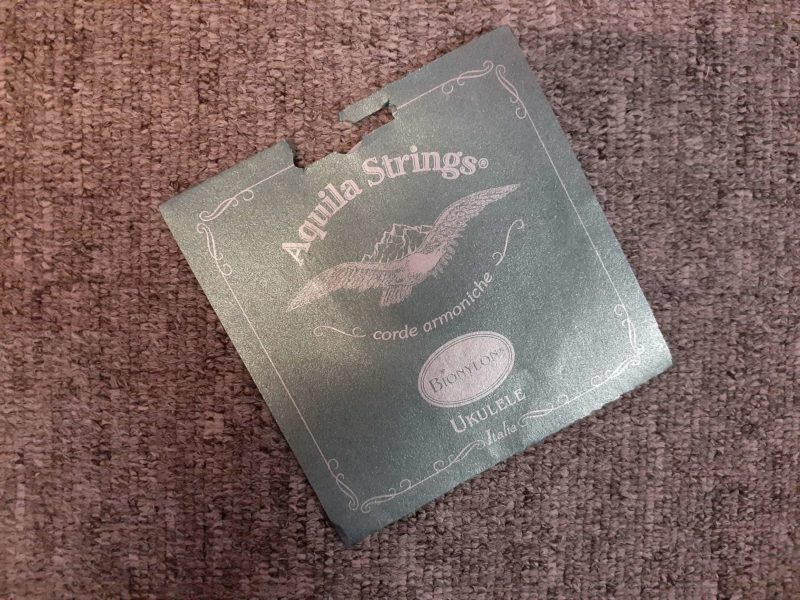 Aquila Strings®
corde armoniche
BIONYLON®
UKULELE
Italia